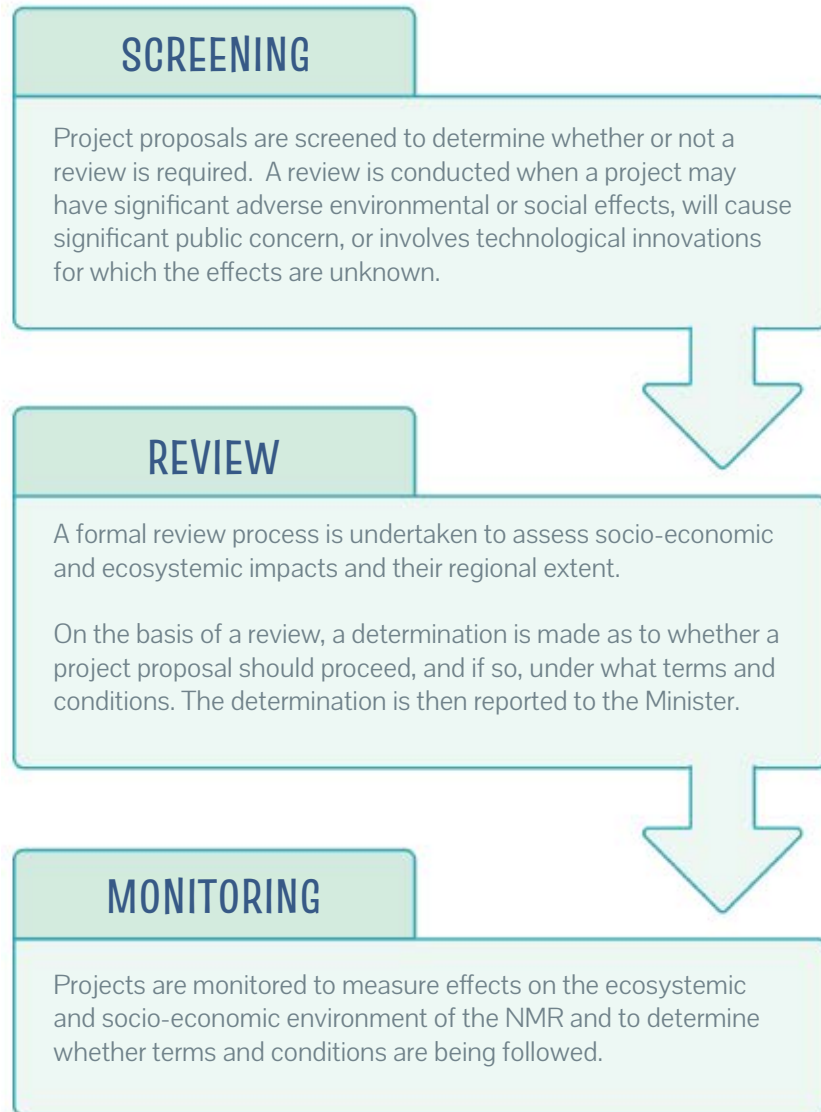 SCREENING
Project proposals are screened to determine whether or not a
review is required. A review is conducted when a project may
have significant adverse environmental or social effects, will cause
significant public concern, or involves technological innovations
for which the effects are unknown.
REVIEW
A formal review process is undertaken to assess socio-economic
and ecosystemic impacts and their regional extent.
On the basis of a review, a determination is made as to whether a
project proposal should proceed, and if so, under what terms and
conditions. The determination is then reported to the Minister.
MONITORING
Projects are monitored to measure effects on the ecosystemic
and socio-economic environment of the NMR and to determine
whether terms and conditions are being followed.